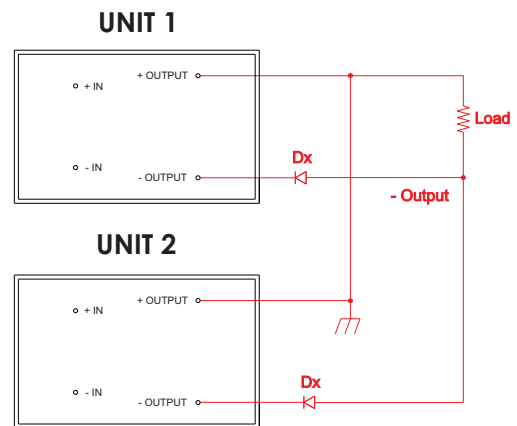 UNIT 1
+ OUTPUT
+ IN
Load
Dx
- IN
- OUTPUT
- Output
UNIT 2
+ OUTPUT
+ IN
Dx
- IN
- OUTPUT